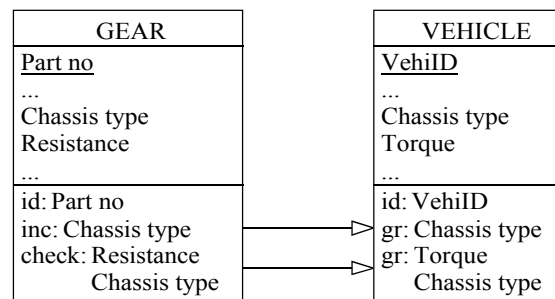 GEAR
Part no
...
Chassis type
Resistance
...
id: Part no
inc: Chassis type
check: Resistance
Chassis type
VEHICLE
VehiID
...
Chassis type
Torque
...
id: VehiID
gr: Chassis type
gr: Torque
Chassis type